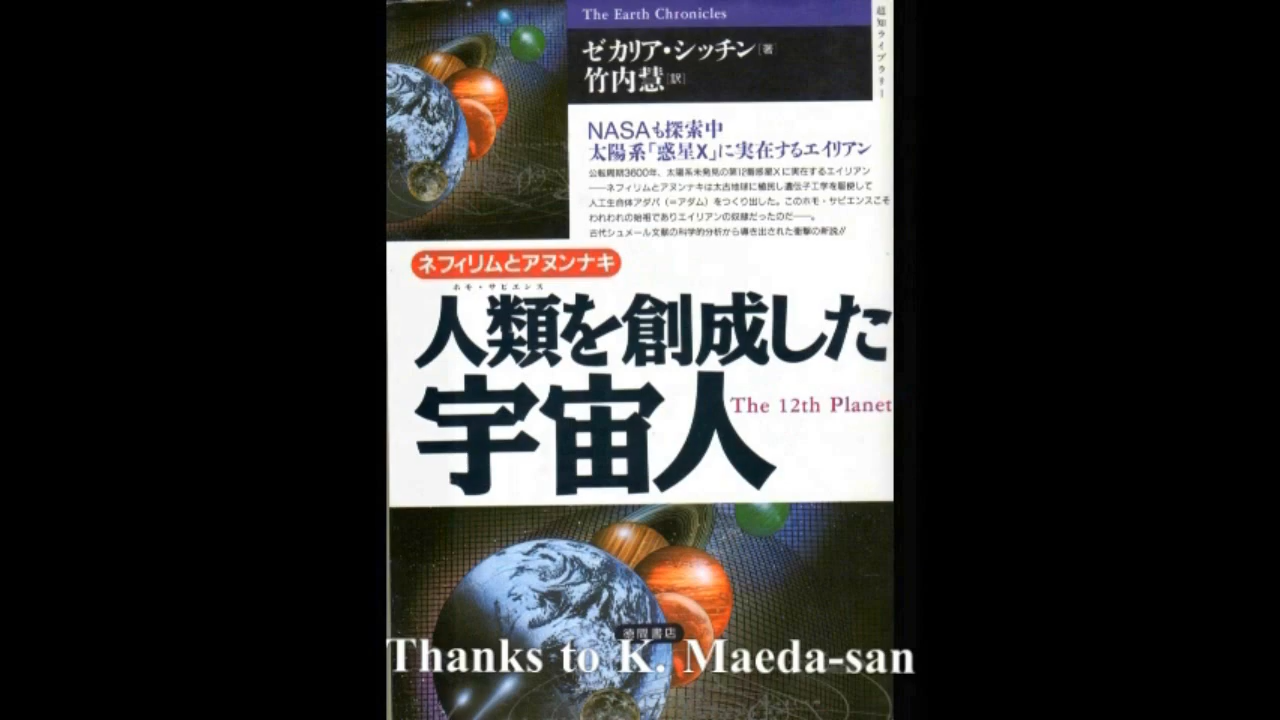 The Earth Chronicles
超知ライブラリー
ゼカリア・シッチン[著]
竹内慧[訳]
NASAも探索中
太陽系「惑星X」に実在するエイリアン
公転周期3600年、太陽系未発見の第12番惑星Xに実在するエイリアン
——ネフィリムとアヌンナキは太古地球に植民し遺伝子工学を駆使して
人工生命体アダパ(=アダム)をつくり出した。このホモ・サピエンスこそ
われわれの始祖でありエイリアンの奴隷だったのだ——。
古代シュメール文献の科学的分析から導き出された衝撃の新説!!
ネフィリムとアヌンナキ
ホモ・サピエンス
人類を創成した
宇宙人
The 12th Planet
徳間書店
Thanks to K. Maeda-san